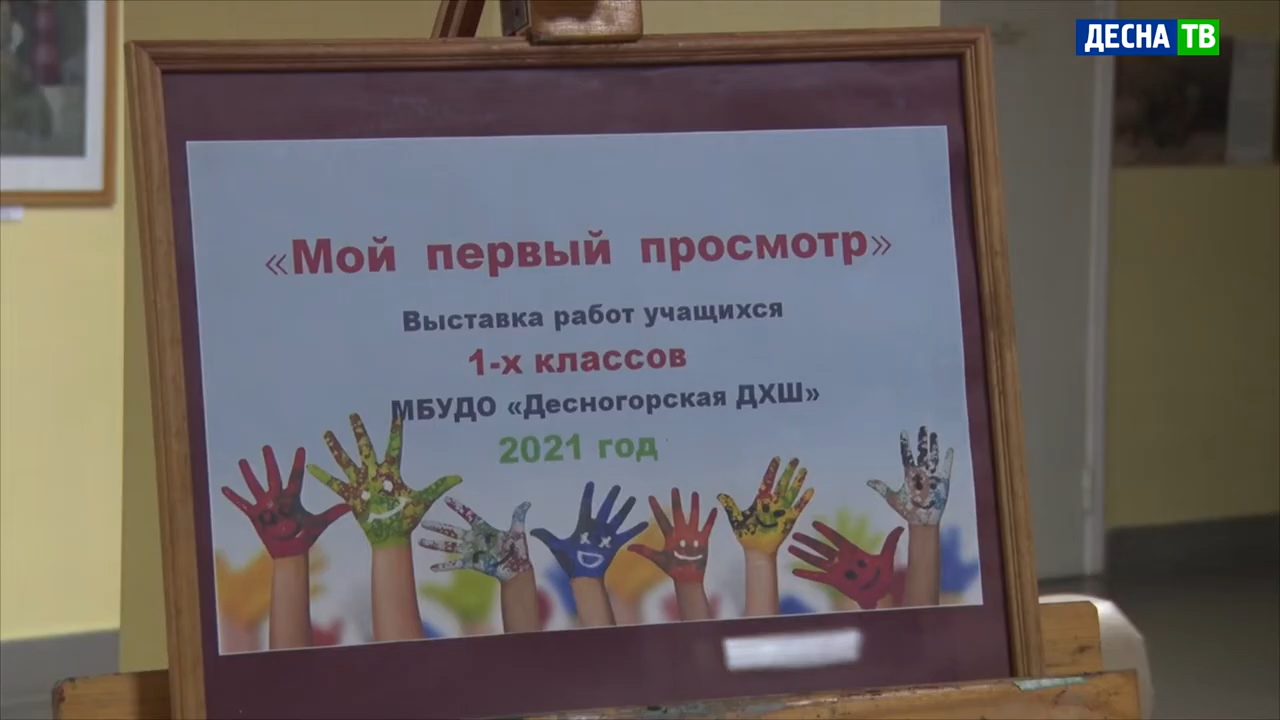 ДЕСНА ТВ
«Мой первый просмотр»
Выставка работ учащихся
1-х классов
МБУДО «Десногорская ДХШ»
2021 год